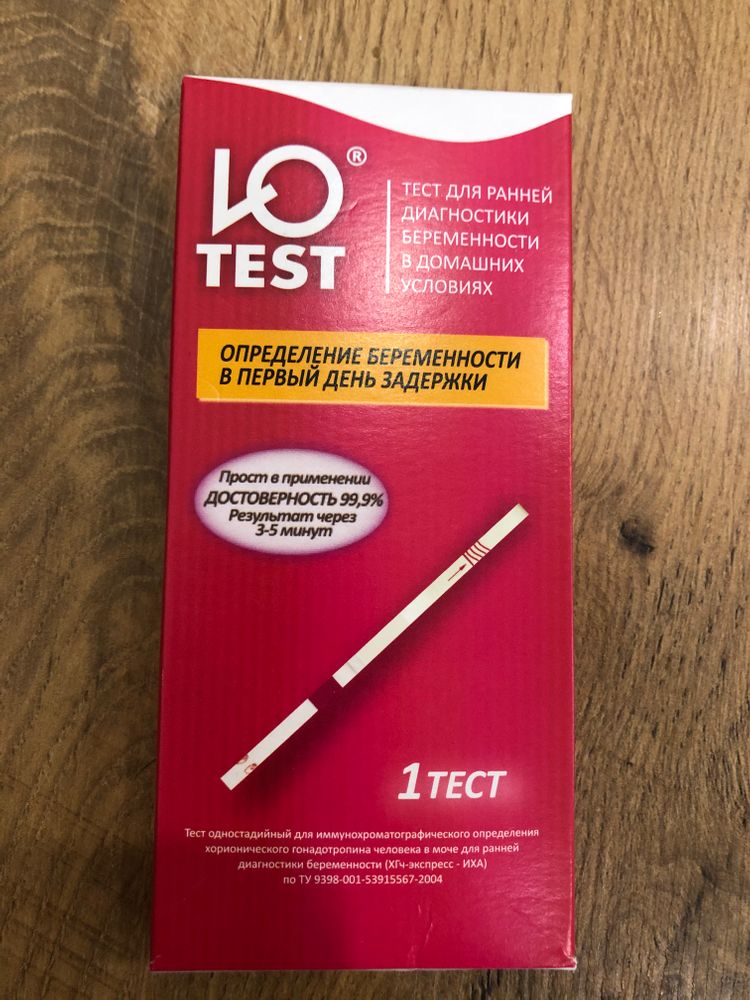 Ю®
TEST
ТЕСТ ДЛЯ РАННЕЙ
ДИАГНОСТИКИ
БЕРЕМЕННОСТИ
В ДОМАШНИХ
УСЛОВИЯХ
ОПРЕДЕЛЕНИЕ БЕРЕМЕННОСТИ
В ПЕРВЫЙ ДЕНЬ ЗАДЕРЖКИ
Прост в применении
ДОСТОВЕРНОСТЬ 99,9%
Результат через
3-5 минут
1 ТЕСТ
Тест одностадийный для иммунохроматографического определения
хорионического гонадотропина человека в моче для ранней
диагностики беременности (ХГч-экспресс - ИХА)
по ТУ 9398-001-53915567-2004